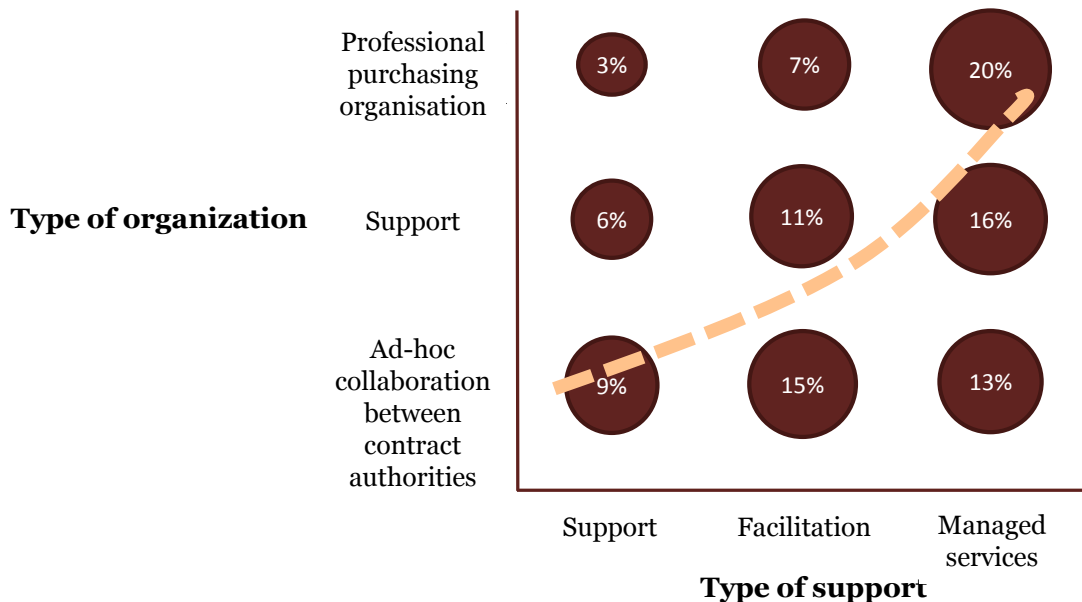 Professional
purchasing
organisation
3%
7%
20%
Type of organization
Support
6%
11%
16%
Ad-hoc
collaboration
between
contract
authorities
9%
15%
13%
Support
Facilitation
Managed
services
Type of support